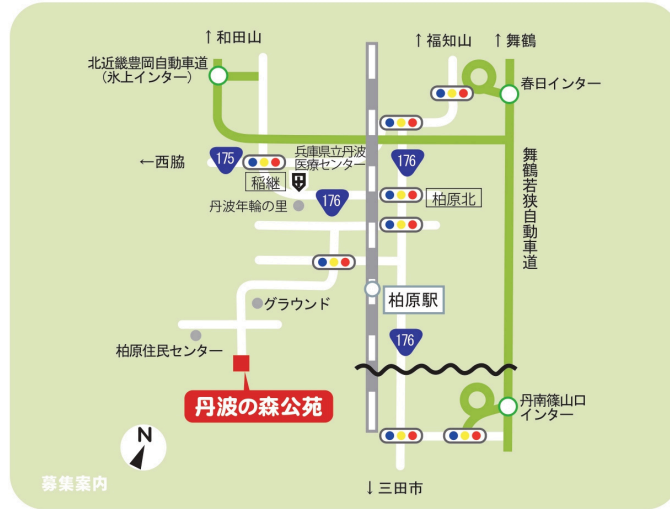 ↑和田山
↑福知山
↑舞鶴
北近畿豊岡自動車道
(氷上インター)
春日インター
←西脇
175
兵庫県立丹波
医療センター
176
稲継
176
柏原北
丹波年輪の里
舞鶴若狭自動車道
グラウンド
柏原駅
柏原住民センター
176
丹波の森公苑
丹南篠山口
インター
N
募集案内
↓三田市